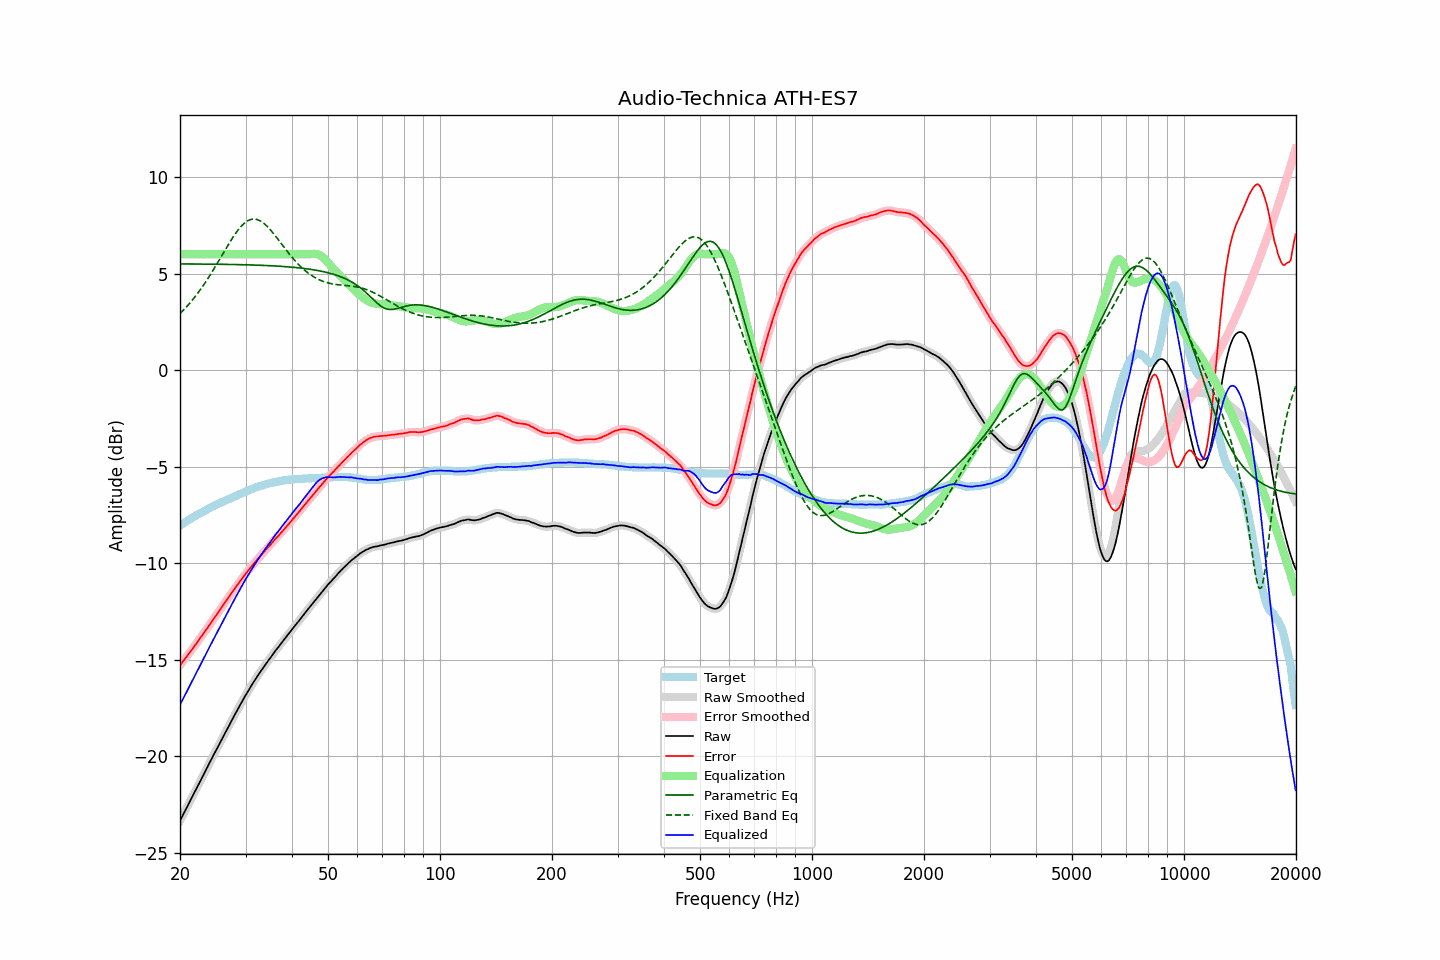 Audio-Technica ATH-ES7
Amplitude (dBr)
10
5
0
−5
−10
−15
−20
−25
Target
Raw Smoothed
Error Smoothed
Raw
Error
Equalization
Parametric Eq
Fixed Band Eq
Equalized
20 50 100 200 500 1000 2000 5000 10000 20000
Frequency (Hz)